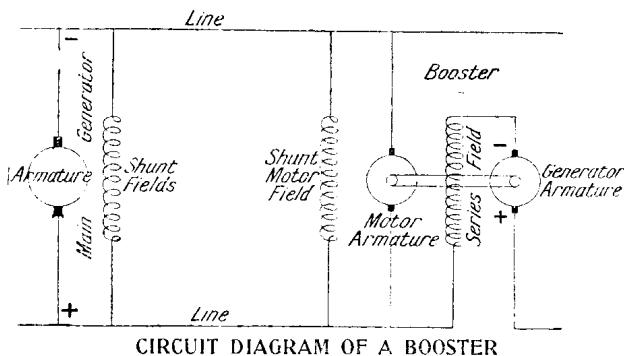 Line
−
Booster
Main Generator
Armature
Shunt
Fields
Shunt
Motor
Field
Motor
Armature
Series Field
−
+
Generator
Armature
+
Line
CIRCUIT DIAGRAM OF A BOOSTER